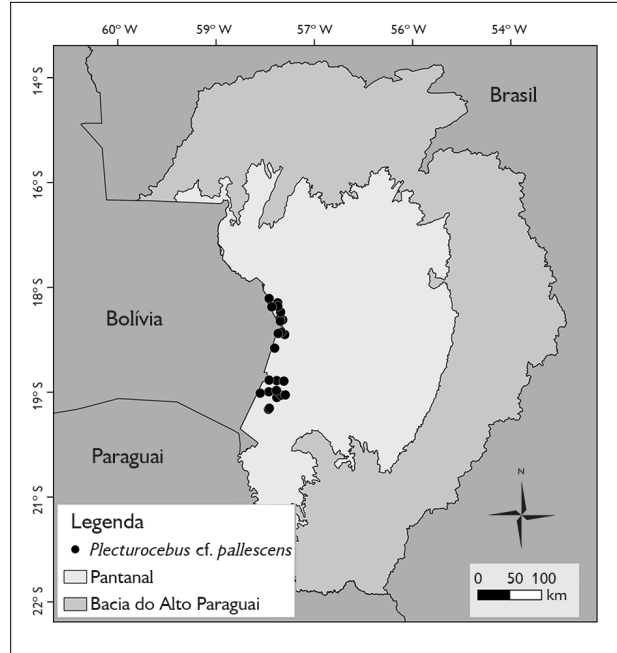 60° W 59° W 57° W 56° W 54° W
14° S
Brasil
16° S
18° S
Bolívia
19° S
Paraguai
21° S
N
Legenda
Plecturocebus cf. pallescens
Pantanal
Bacia do Alto Paraguai
0 50 100
km
22° S